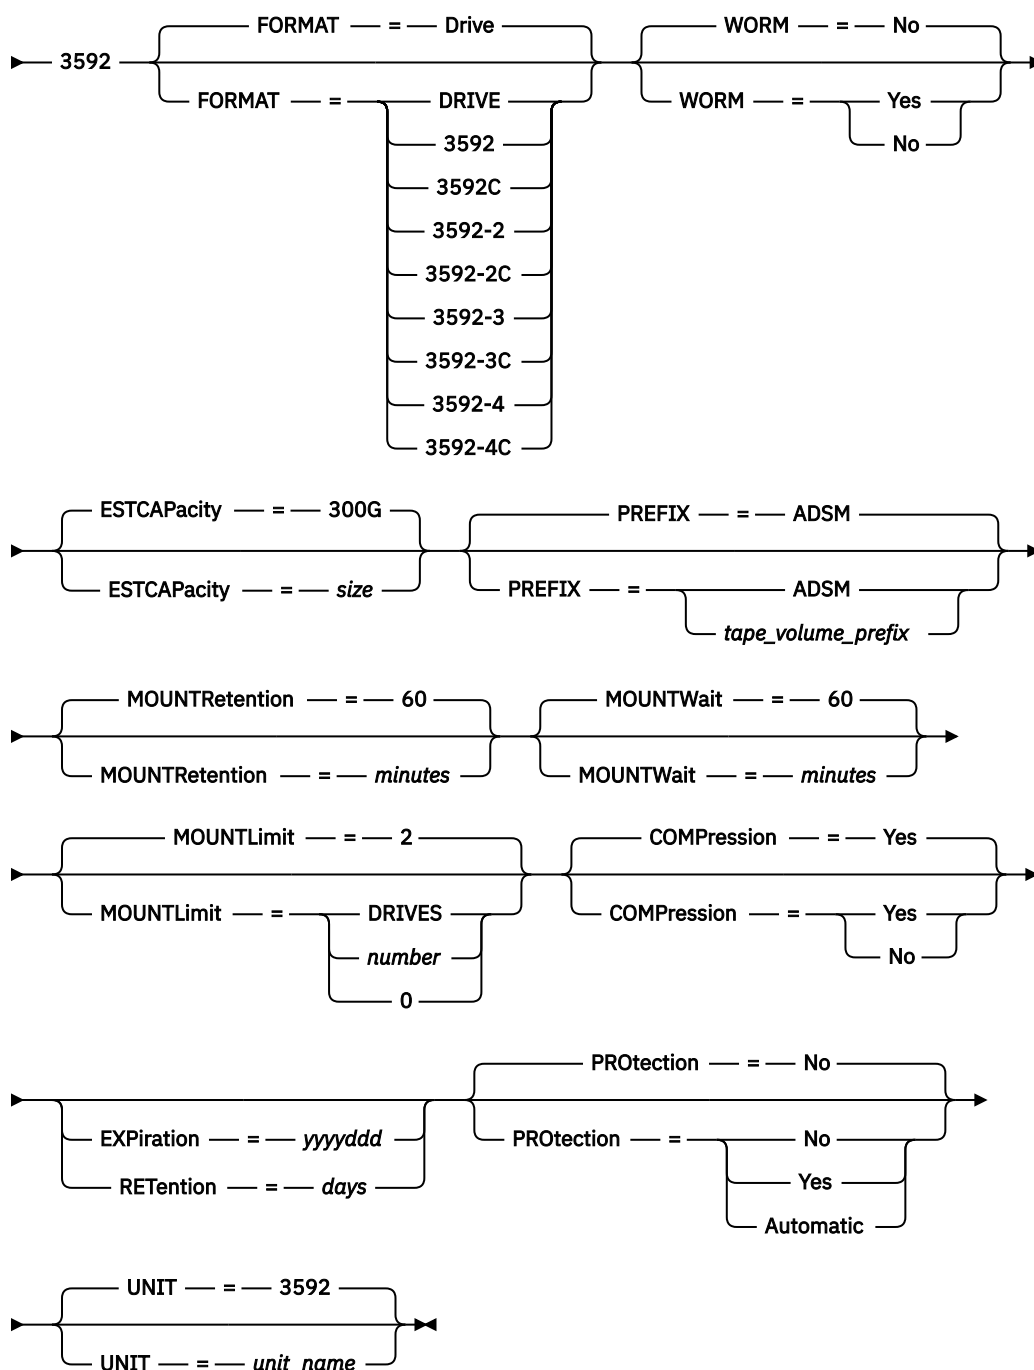 FORMAT = Drive WORM = No
3592
FORMAT = DRIVE WORM = Yes
3592 No
3592C
3592-2
3592-2C
3592-3
3592-3C
3592-4
3592-4C
ESTCAPacity = 300G PREFIX = ADSM
ESTCAPacity = size PREFIX = ADSM
tape_volume_prefix
MOUNTRetention = 60 MOUNTWait = 60
MOUNTRetention = minutes MOUNTWait = minutes
MOUNTLimit = 2 COMPression = Yes
MOUNTLimit = DRIVES COMPression = Yes
number No
0
PROtection = No
EXPiration = yyyyddd PROtection = No
RETention = days Yes
Automatic
UNIT = 3592
UNIT = unit_name